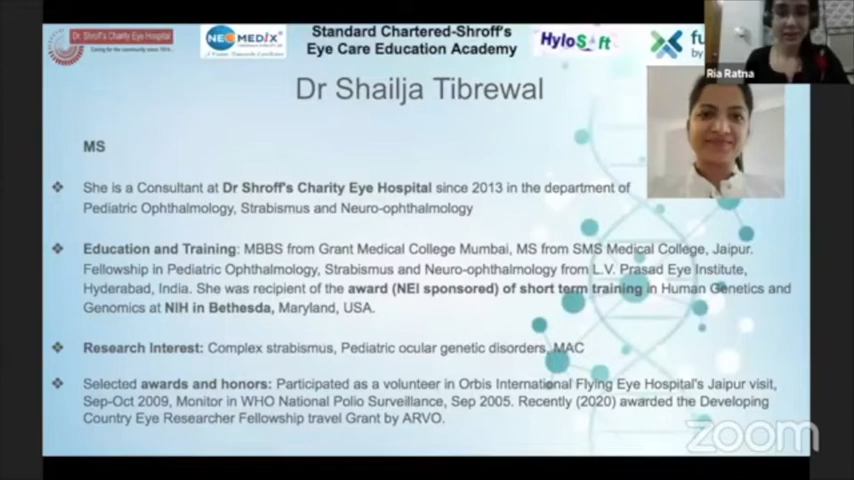 Dr. Shroff's Charity Eye Hospital
Caring for the community since 1914..
NEOMEDIX
Standard Chartered-Shroff's
Eye Care Education Academy
HyloSoft
fu
by
Ria Ratna
Dr Shailja Tibrewal
MS
❖ She is a Consultant at Dr Shroff's Charity Eye Hospital since 2013 in the department of
Pediatric Ophthalmology, Strabismus and Neuro-ophthalmology
❖ Education and Training: MBBS from Grant Medical College Mumbai, MS from SMS Medical College, Jaipur.
Fellowship in Pediatric Ophthalmology, Strabismus and Neuro-ophthalmology from L.V. Prasad Eye Institute,
Hyderabad, India. She was recipient of the award (NEI sponsored) of short term training in Human Genetics and
Genomics at NIH in Bethesda, Maryland, USA.
❖ Research Interest: Complex strabismus, Pediatric ocular genetic disorders, MAC
❖ Selected awards and honors: Participated as a volunteer in Orbis International Flying Eye Hospital's Jaipur visit,
Sep-Oct 2009, Monitor in WHO National Polio Surveillance, Sep 2005. Recently (2020) awarded the Developing
Country Eye Researcher Fellowship travel Grant by ARVO.
zoom